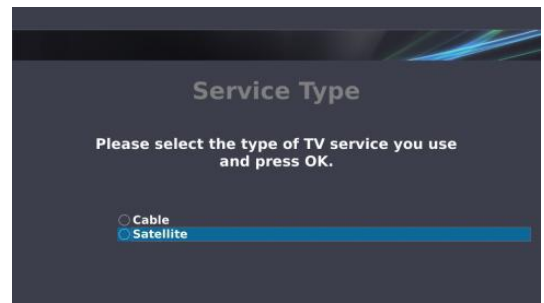 Service Type
Please select the type of TV service you use
and press OK.
Cable
Satellite